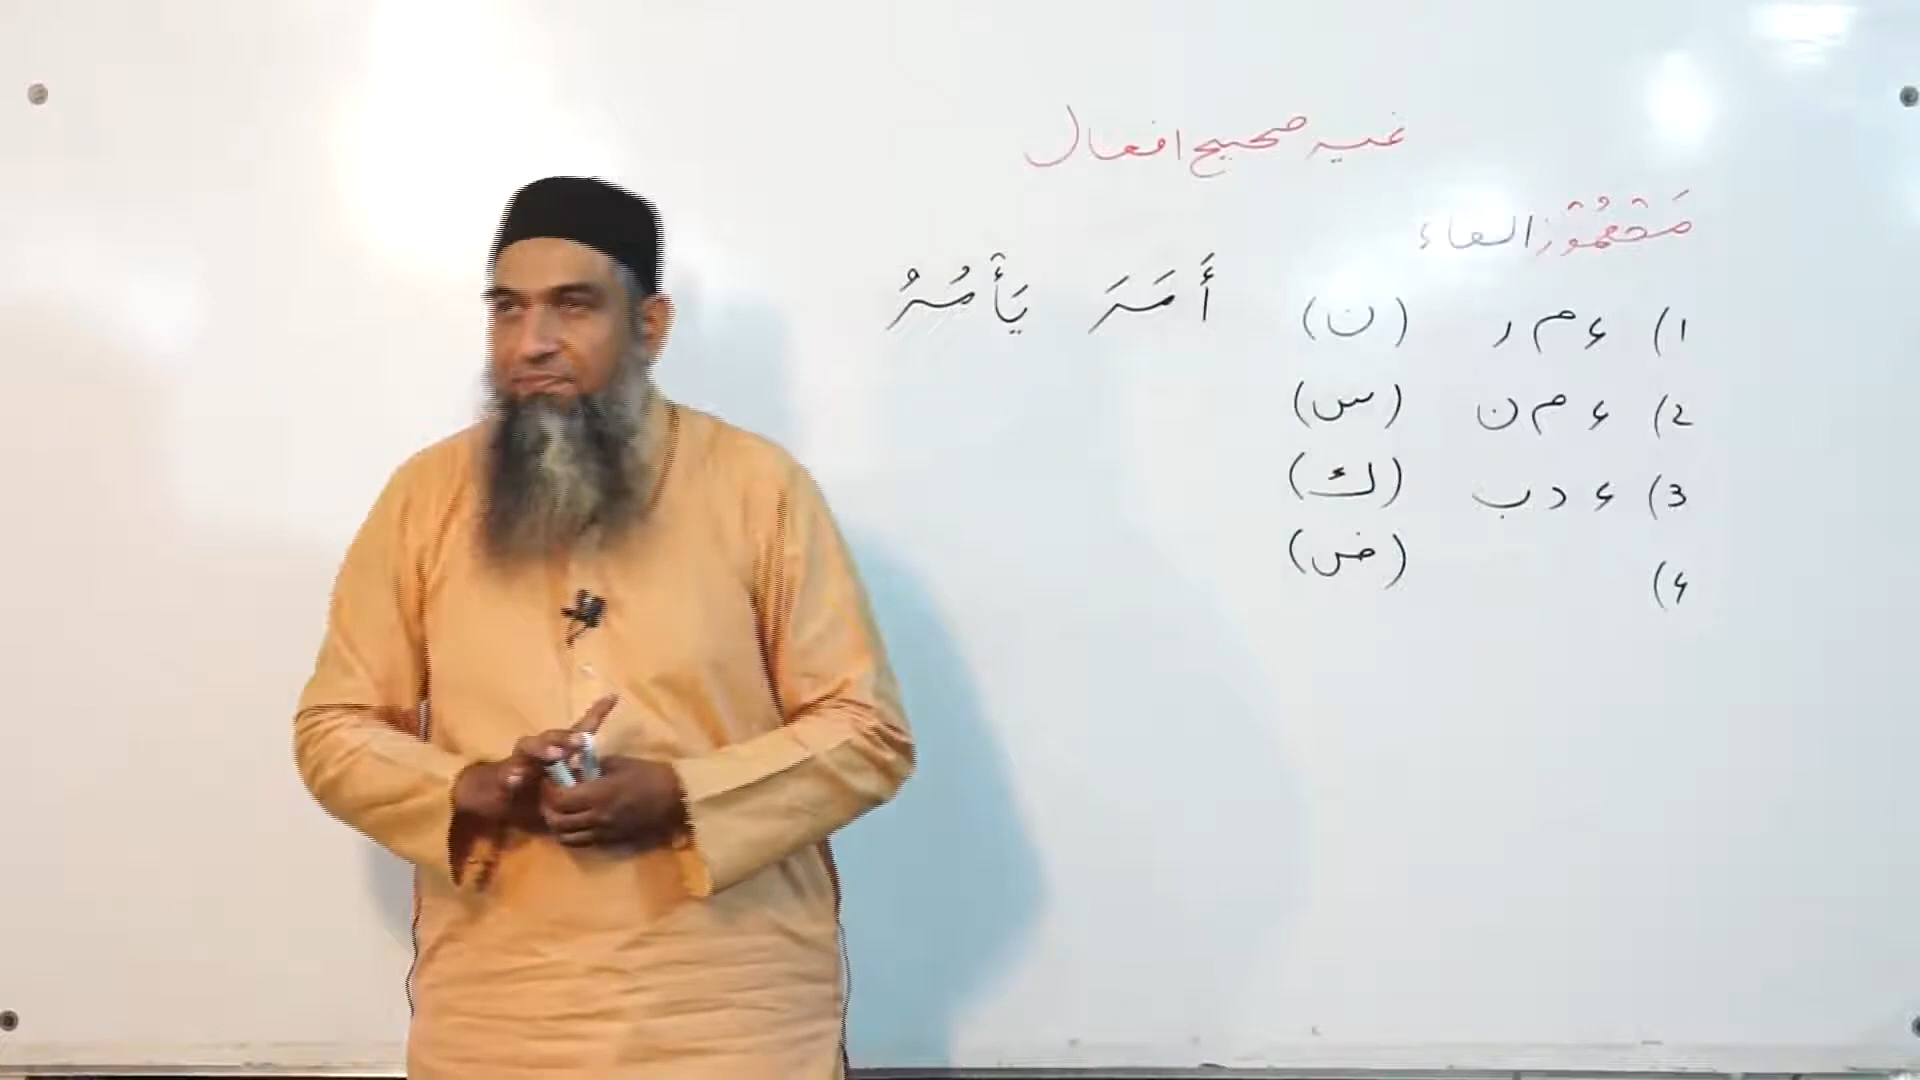 غیر صحیح افعال
مَهْمُوْزُ الفاء
1) ء م ر (ن) أَمَرَ يَأْمُرُ
2) ء م ن (س)
3) ء د ب (ك)
4) (ض)